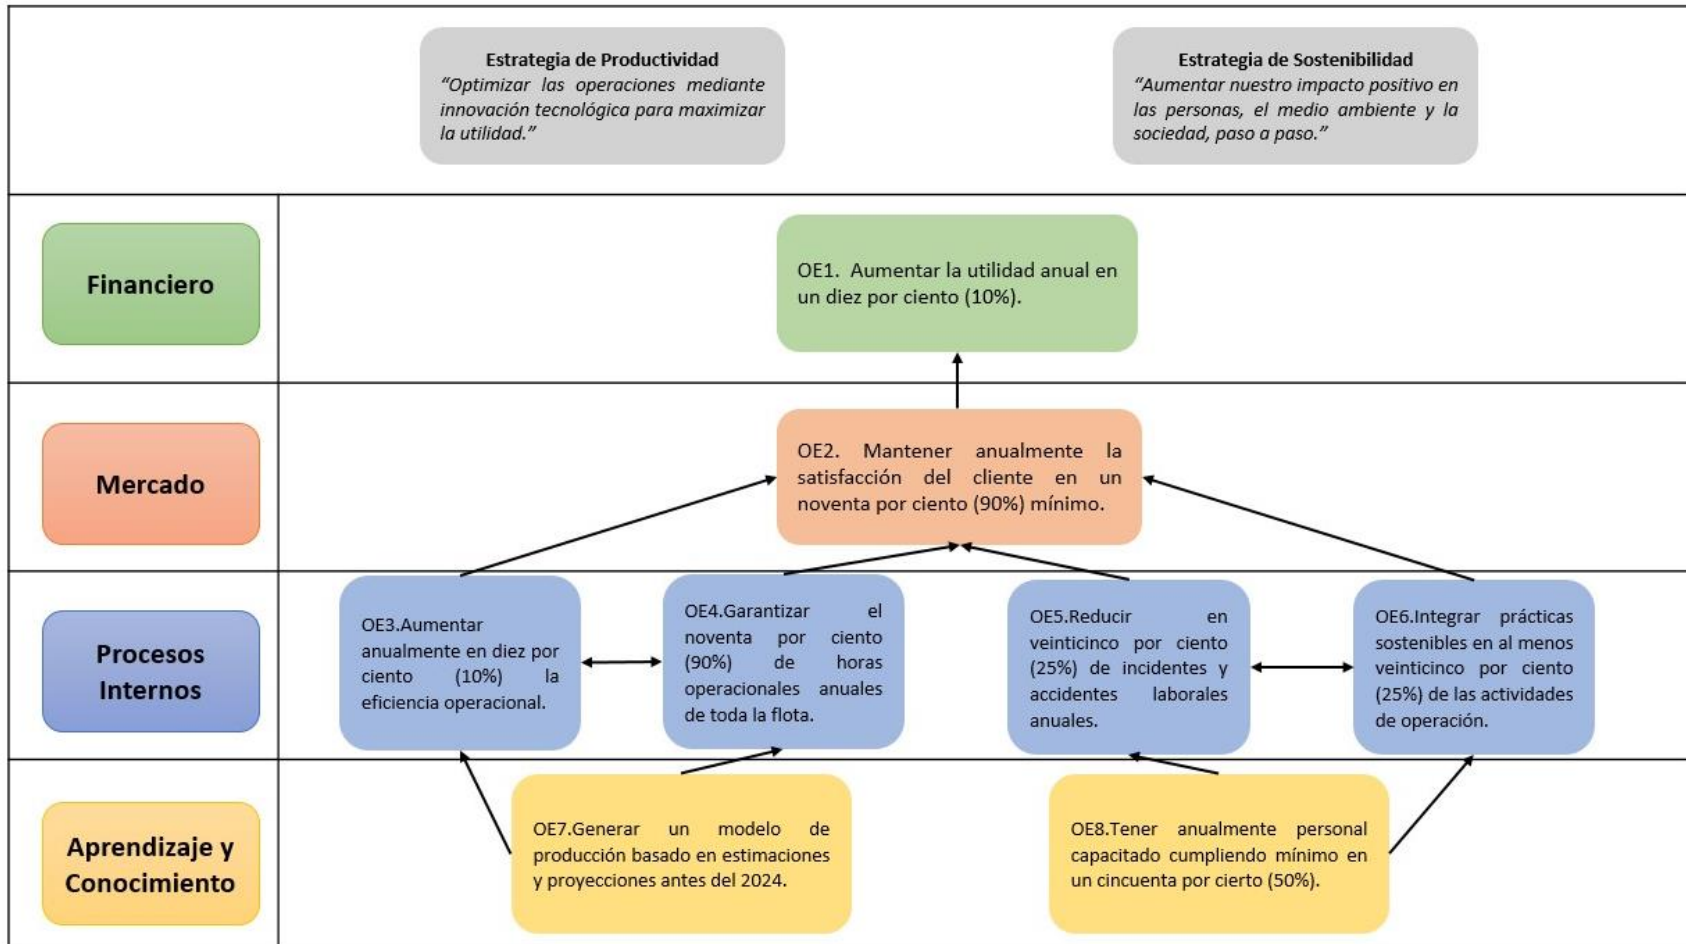 Estrategia de Productividad
“Optimizar las operaciones mediante
innovación tecnológica para maximizar
la utilidad.”
Estrategia de Sostenibilidad
“Aumentar nuestro impacto positivo en
las personas, el medio ambiente y la
sociedad, paso a paso.”
Financiero
OE1. Aumentar la utilidad anual en
un diez por ciento (10%).
Mercado
OE2. Mantener anualmente la
satisfacción del cliente en un
noventa por ciento (90%) mínimo.
Procesos
Internos
OE3.Aumentar
anualmente en diez por
ciento (10%) la
eficiencia operacional.
OE4.Garantizar el
noventa por ciento
(90%) de horas
operacionales anuales
de toda la flota.
OE5.Reducir en
veinticinco por ciento
(25%) de incidentes y
accidentes laborales
anuales.
OE6.Integrar prácticas
sostenibles en al menos
veinticinco por ciento
(25%) de las actividades
de operación.
Aprendizaje y
Conocimiento
OE7.Generar un modelo de
producción basado en estimaciones
y proyecciones antes del 2024.
OE8.Tener anualmente personal
capacitado cumpliendo mínimo en
un cincuenta por cierto (50%).